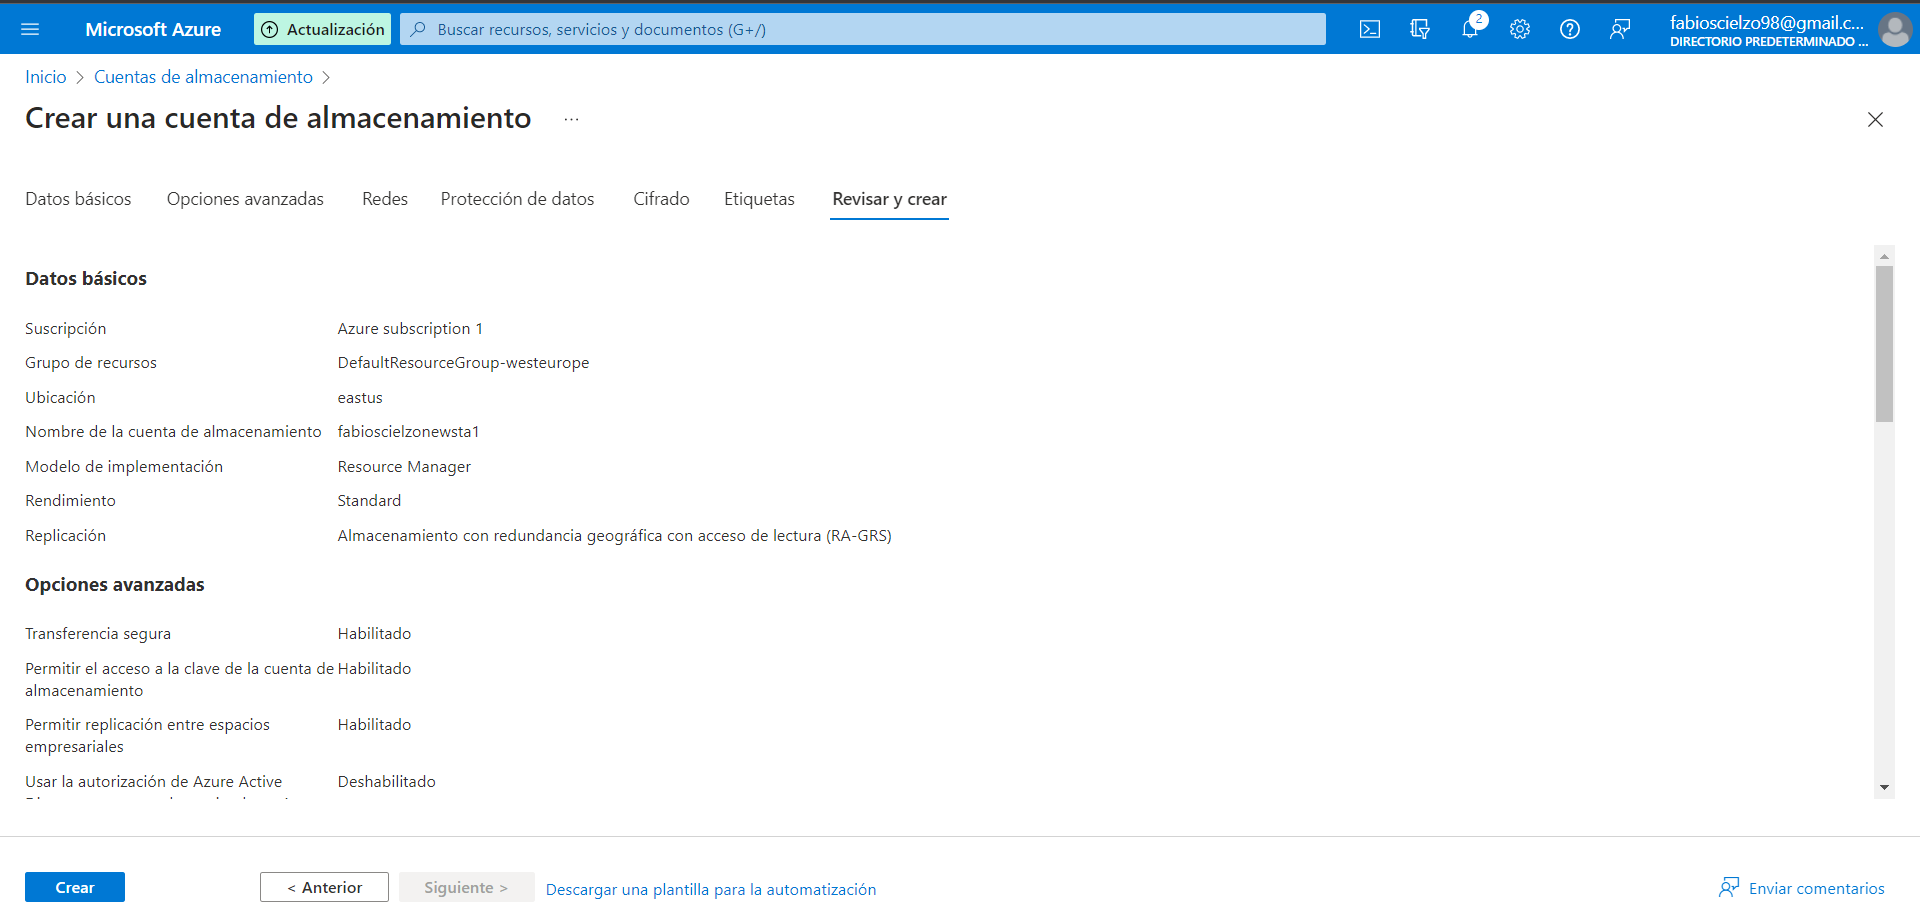 Microsoft Azure
Actualización
Buscar recursos, servicios y documentos (G+/)
2
fabioscielzo98@gmail.c...
DIRECTORIO PREDETERMINADO ...
Inicio > Cuentas de almacenamiento >
Crear una cuenta de almacenamiento ...
Datos básicos Opciones avanzadas Redes Protección de datos Cifrado Etiquetas Revisar y crear
Datos básicos
Suscripción Azure subscription 1
Grupo de recursos DefaultResourceGroup-westeurope
Ubicación eastus
Nombre de la cuenta de almacenamiento fabioscielzonewsta1
Modelo de implementación Resource Manager
Rendimiento Standard
Replicación Almacenamiento con redundancia geográfica con acceso de lectura (RA-GRS)
Opciones avanzadas
Transferencia segura Habilitado
Permitir el acceso a la clave de la cuenta de Habilitado
almacenamiento
Permitir replicación entre espacios Habilitado
empresariales
Usar la autorización de Azure Active Deshabilitado
Crear < Anterior Siguiente > Descargar una plantilla para la automatización Enviar comentarios